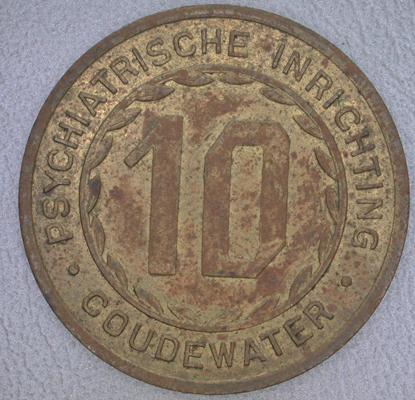 PSYCHIATRISCHE INRICHTING
10
· COUDEWATER ·